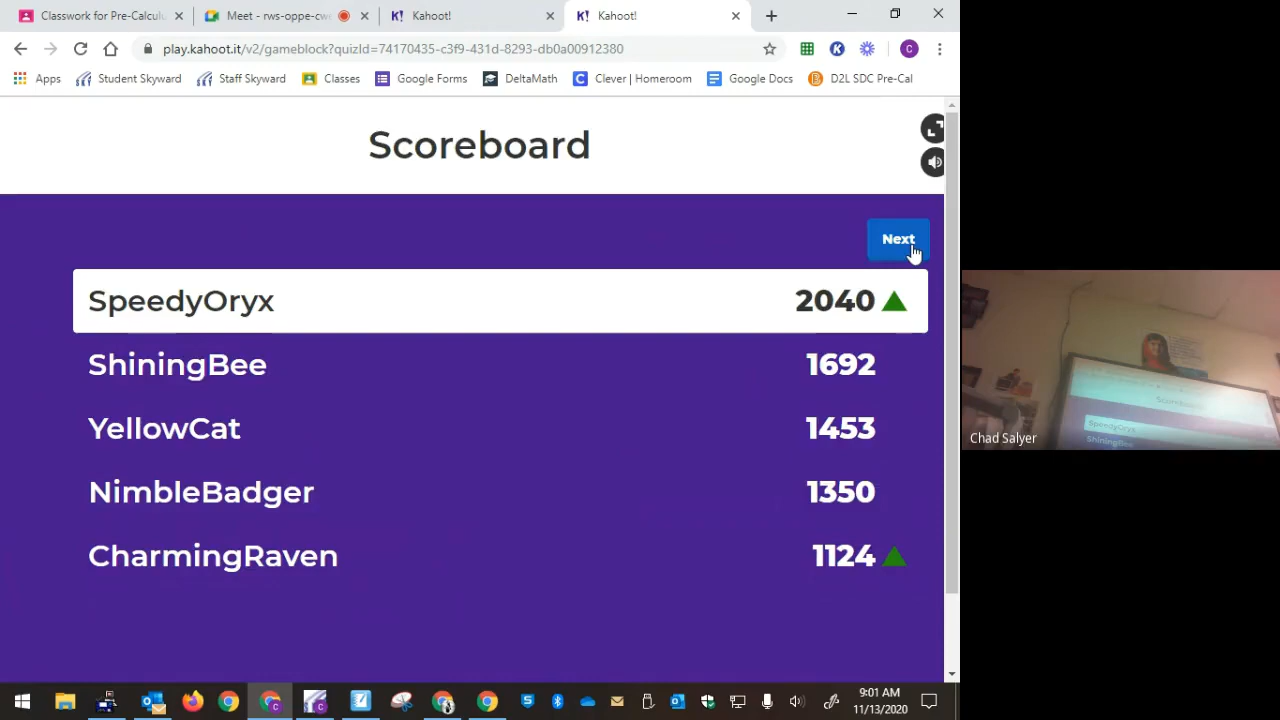 Classwork for Pre-Calcul
Meet - rws-oppe-cw
Kahoot!
Kahoot!
play.kahoot.it/v2/gameblock?quizId=74170435-c3f9-431d-8293-db0a00912380
C
Apps
Student Skyward
Staff Skyward
Classes
Google Forms
DeltaMath
Clever | Homeroom
Google Docs
D2L SDC Pre-Cal
Scoreboard
Next
SpeedyOryx 2040
ShiningBee 1692
YellowCat 1453
NimbleBadger 1350
CharmingRaven 1124
Scoreboard
SpeedyOryx
ShiningBee
Chad Salyer
9:01 AM
11/13/2020